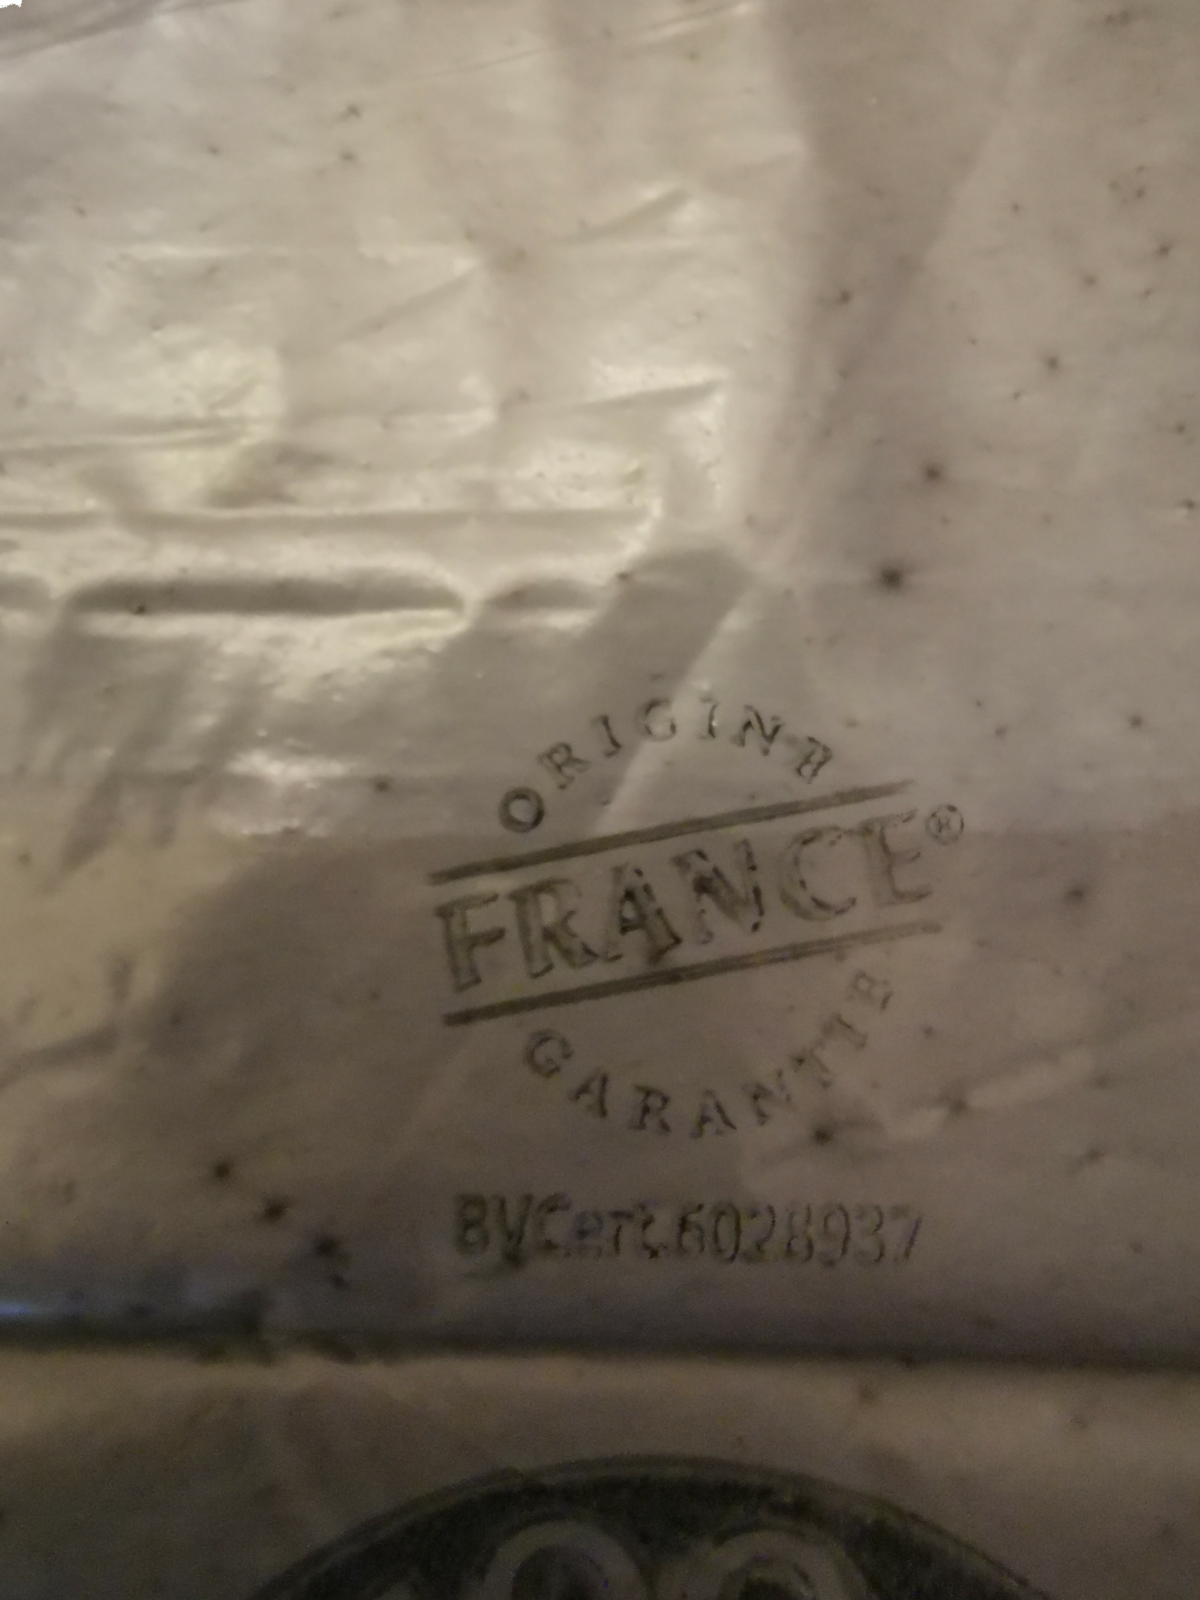 ORIGINE
FRANCE®
GARANTIE
BVCert.6028937